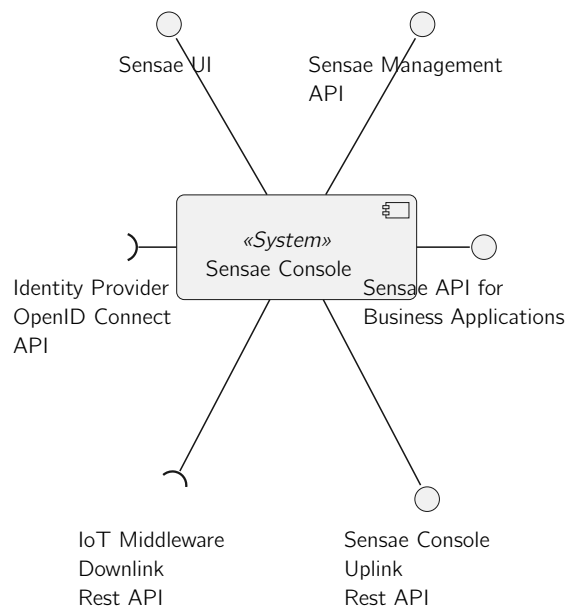 Sensae UI
Sensae Management
API
«System»
Sensae Console
Identity Provider
OpenID Connect
API
Sensae API for
Business Applications
IoT Middleware
Downlink
Rest API
Sensae Console
Uplink
Rest API